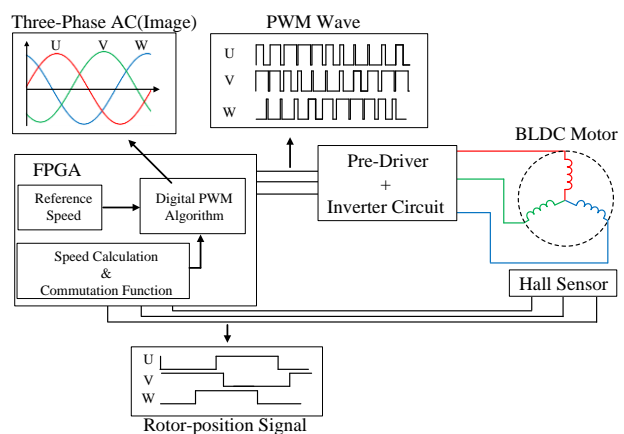 Three-Phase AC(Image)
U V W
PWM Wave
U
V
W
BLDC Motor
FPGA
Reference
Speed
Digital PWM
Algorithm
Speed Calculation
&
Commutation Function
Pre-Driver
+
Inverter Circuit
Hall Sensor
U
V
W
Rotor-position Signal